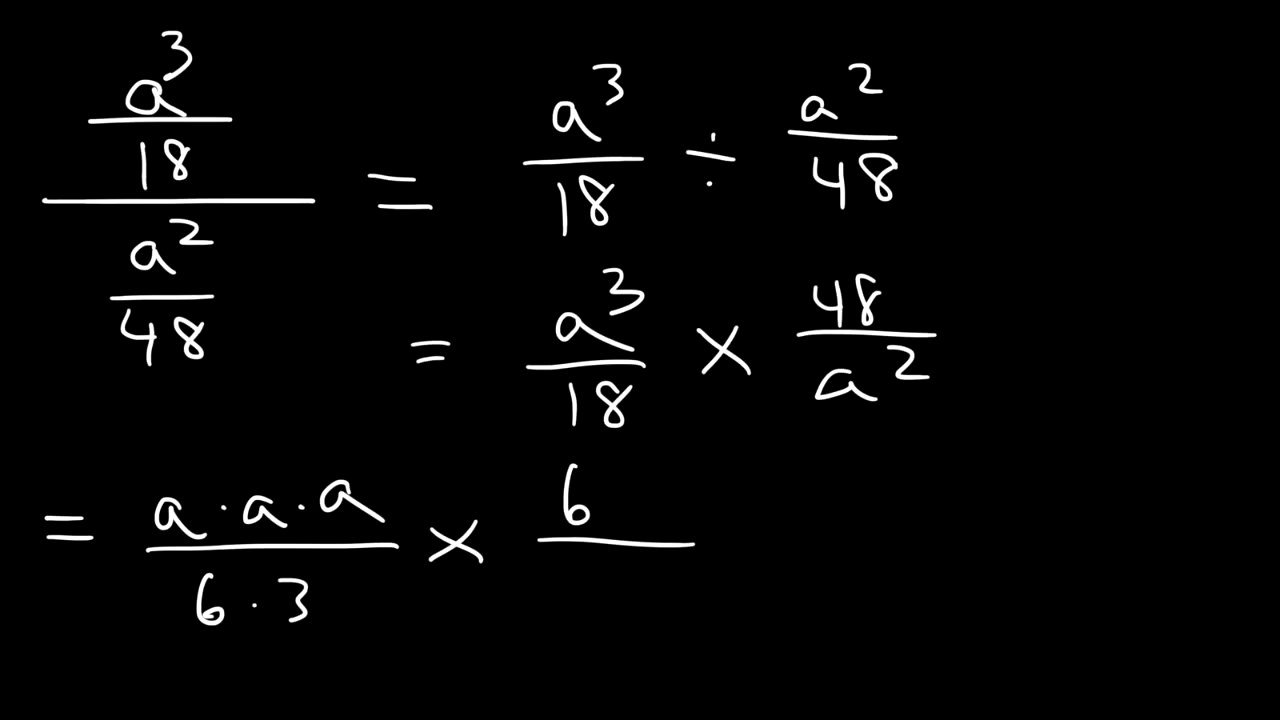 a³/18 / a²/48 = a³/18 ÷ a²/48
= a³/18 × 48/a²
= a·a·a/6·3 × 6/